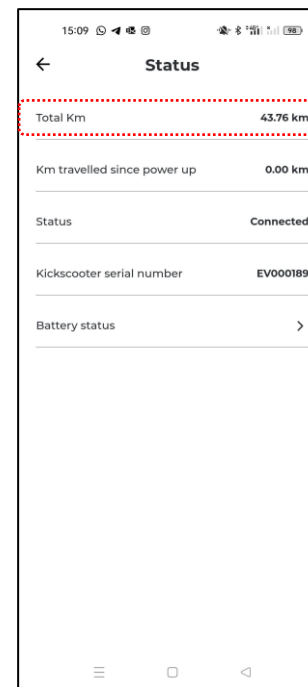 15:09 98
Status
Total Km 43.76 km
Km travelled since power up 0.00 km
Status Connected
Kickscooter serial number EV000189
Battery status